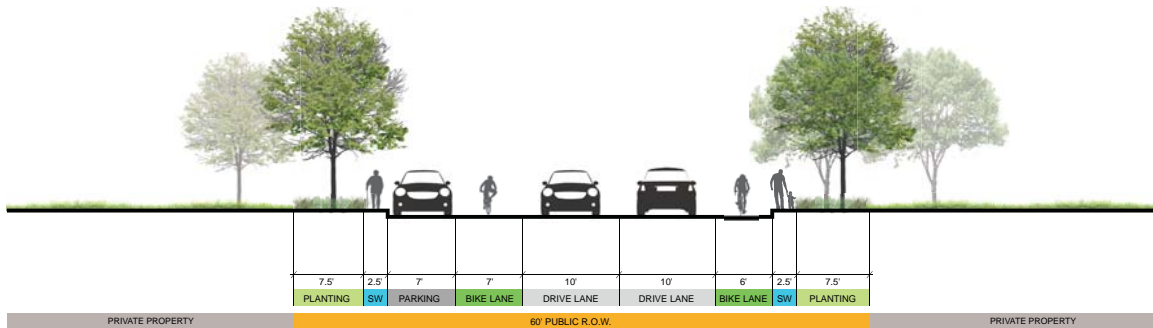 7.5' 2.5' 7' 7' 10' 10' 6' 2.5' 7.5'
PLANTING SW PARKING BIKE LANE DRIVE LANE DRIVE LANE BIKE LANE SW PLANTING
PRIVATE PROPERTY 60' PUBLIC R.O.W. PRIVATE PROPERTY